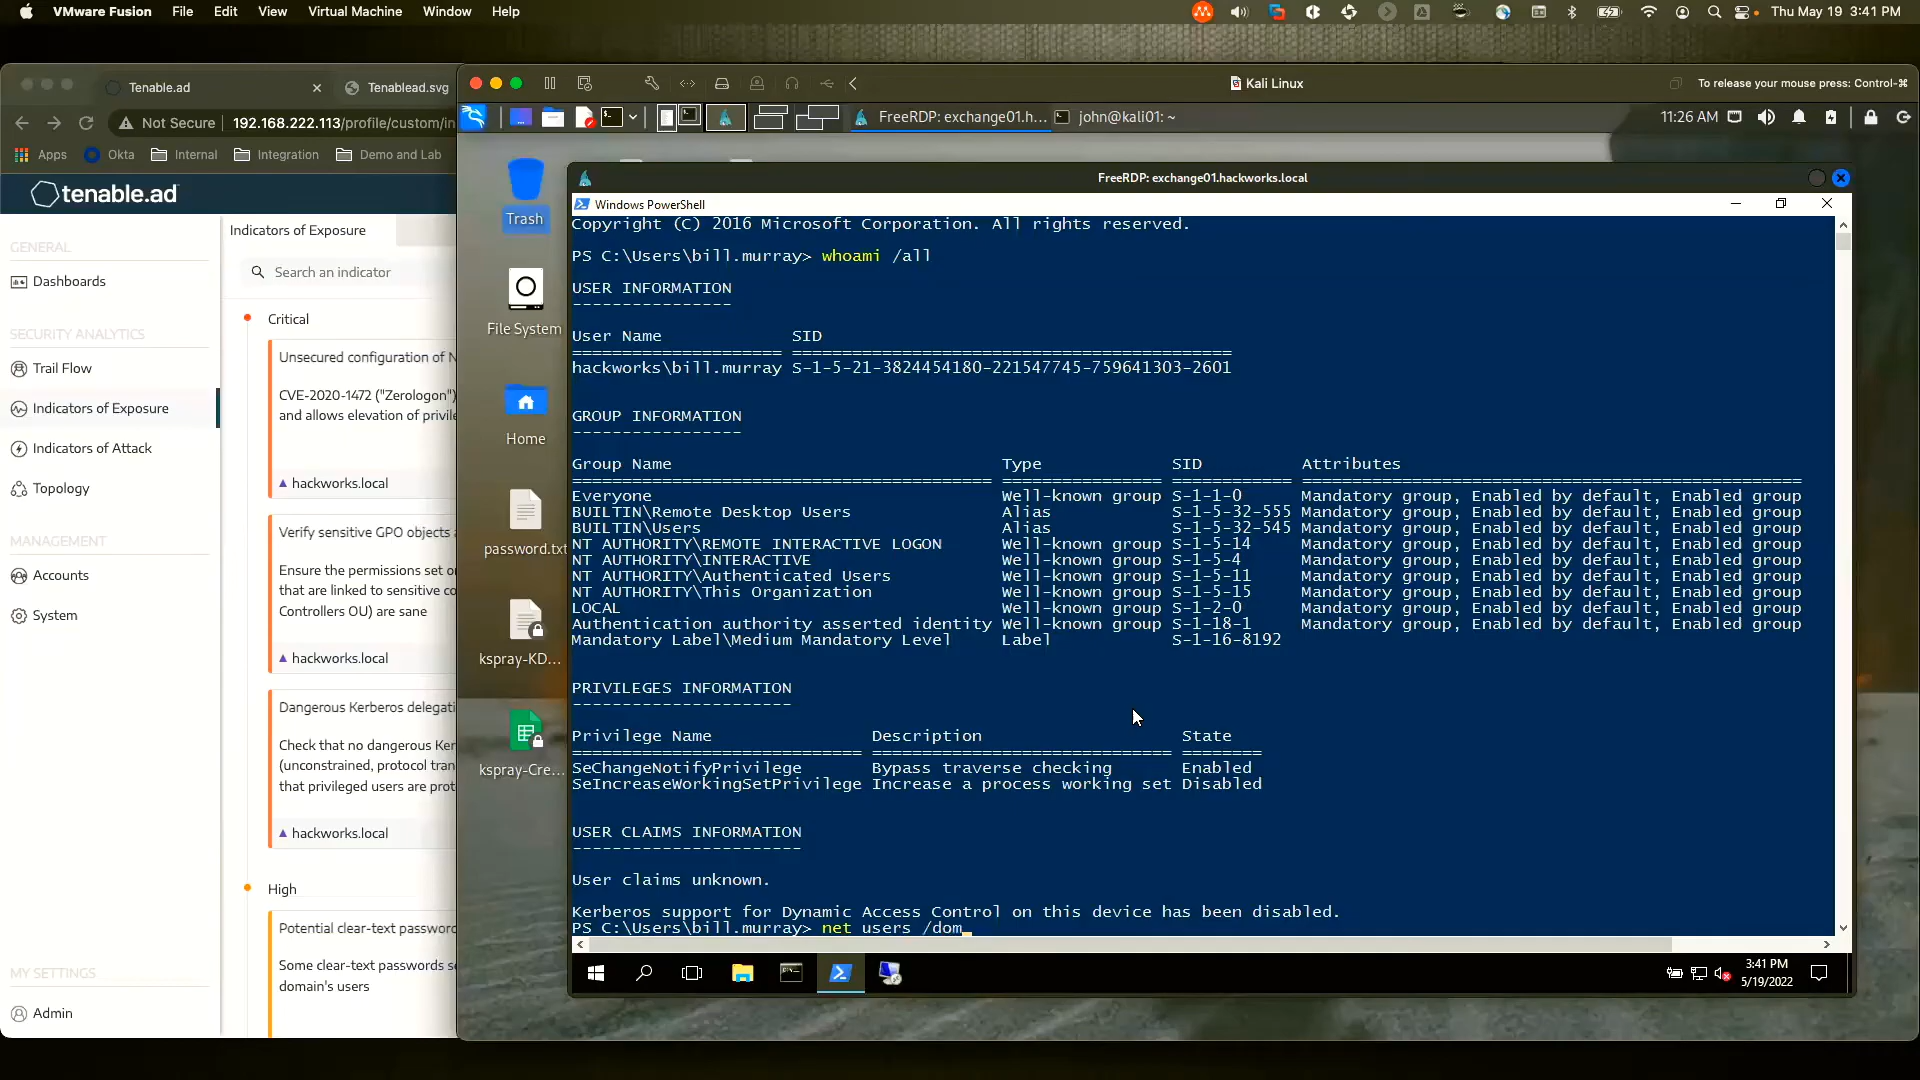 VMware Fusion File Edit View Virtual Machine Window Help
Thu May 19 3:41 PM
Tenable.ad
Tenablead.svg
Not Secure 192.168.222.113/profile/custom/in
Apps Okta Internal Integration Demo and Lab
tenable.ad
GENERAL
Dashboards
SECURITY ANALYTICS
Trail Flow
Indicators of Exposure
Indicators of Attack
Topology
MANAGEMENT
Accounts
System
MY SETTINGS
Admin
Indicators of Exposure
Search an indicator
Critical
Unsecured configuration of N
CVE-2020-1472 ("Zerologon")
and allows elevation of privile
hackworks.local
Verify sensitive GPO objects a
Ensure the permissions set on
that are linked to sensitive co
Controllers OU) are sane
hackworks.local
Dangerous Kerberos delegati
Check that no dangerous Ker
(unconstrained, protocol tran
that privileged users are prot
hackworks.local
High
Potential clear-text password
Some clear-text passwords se
domain's users
Kali Linux
To release your mouse press: Control-⌘
FreeRDP: exchange01.h...
john@kali01: ~
11:26 AM
Trash
File System
Home
password.txt
kspray-KD...
kspray-Cre...
FreeRDP: exchange01.hackworks.local
Windows PowerShell
Copyright (C) 2016 Microsoft Corporation. All rights reserved.
PS C:\Users\bill.murray> whoami /all
USER INFORMATION
----------------
User Name SID
===================== ============================================
hackworks\bill.murray S-1-5-21-3824454180-221547745-759641303-2601
GROUP INFORMATION
-----------------
Group Name Type SID Attributes
========================================== ================ ============ ==================================================
Everyone Well-known group S-1-1-0 Mandatory group, Enabled by default, Enabled group
BUILTIN\Remote Desktop Users Alias S-1-5-32-555 Mandatory group, Enabled by default, Enabled group
BUILTIN\Users Alias S-1-5-32-545 Mandatory group, Enabled by default, Enabled group
NT AUTHORITY\REMOTE INTERACTIVE LOGON Well-known group S-1-5-14 Mandatory group, Enabled by default, Enabled group
NT AUTHORITY\INTERACTIVE Well-known group S-1-5-4 Mandatory group, Enabled by default, Enabled group
NT AUTHORITY\Authenticated Users Well-known group S-1-5-11 Mandatory group, Enabled by default, Enabled group
NT AUTHORITY\This Organization Well-known group S-1-5-15 Mandatory group, Enabled by default, Enabled group
LOCAL Well-known group S-1-2-0 Mandatory group, Enabled by default, Enabled group
Authentication authority asserted identity Well-known group S-1-18-1 Mandatory group, Enabled by default, Enabled group
Mandatory Label\Medium Mandatory Level Label S-1-16-8192
PRIVILEGES INFORMATION
----------------------
Privilege Name Description State
============================= ============================== ========
SeChangeNotifyPrivilege Bypass traverse checking Enabled
SeIncreaseWorkingSetPrivilege Increase a process working set Disabled
USER CLAIMS INFORMATION
-----------------------
User claims unknown.
Kerberos support for Dynamic Access Control on this device has been disabled.
PS C:\Users\bill.murray> net users /dom
3:41 PM
5/19/2022